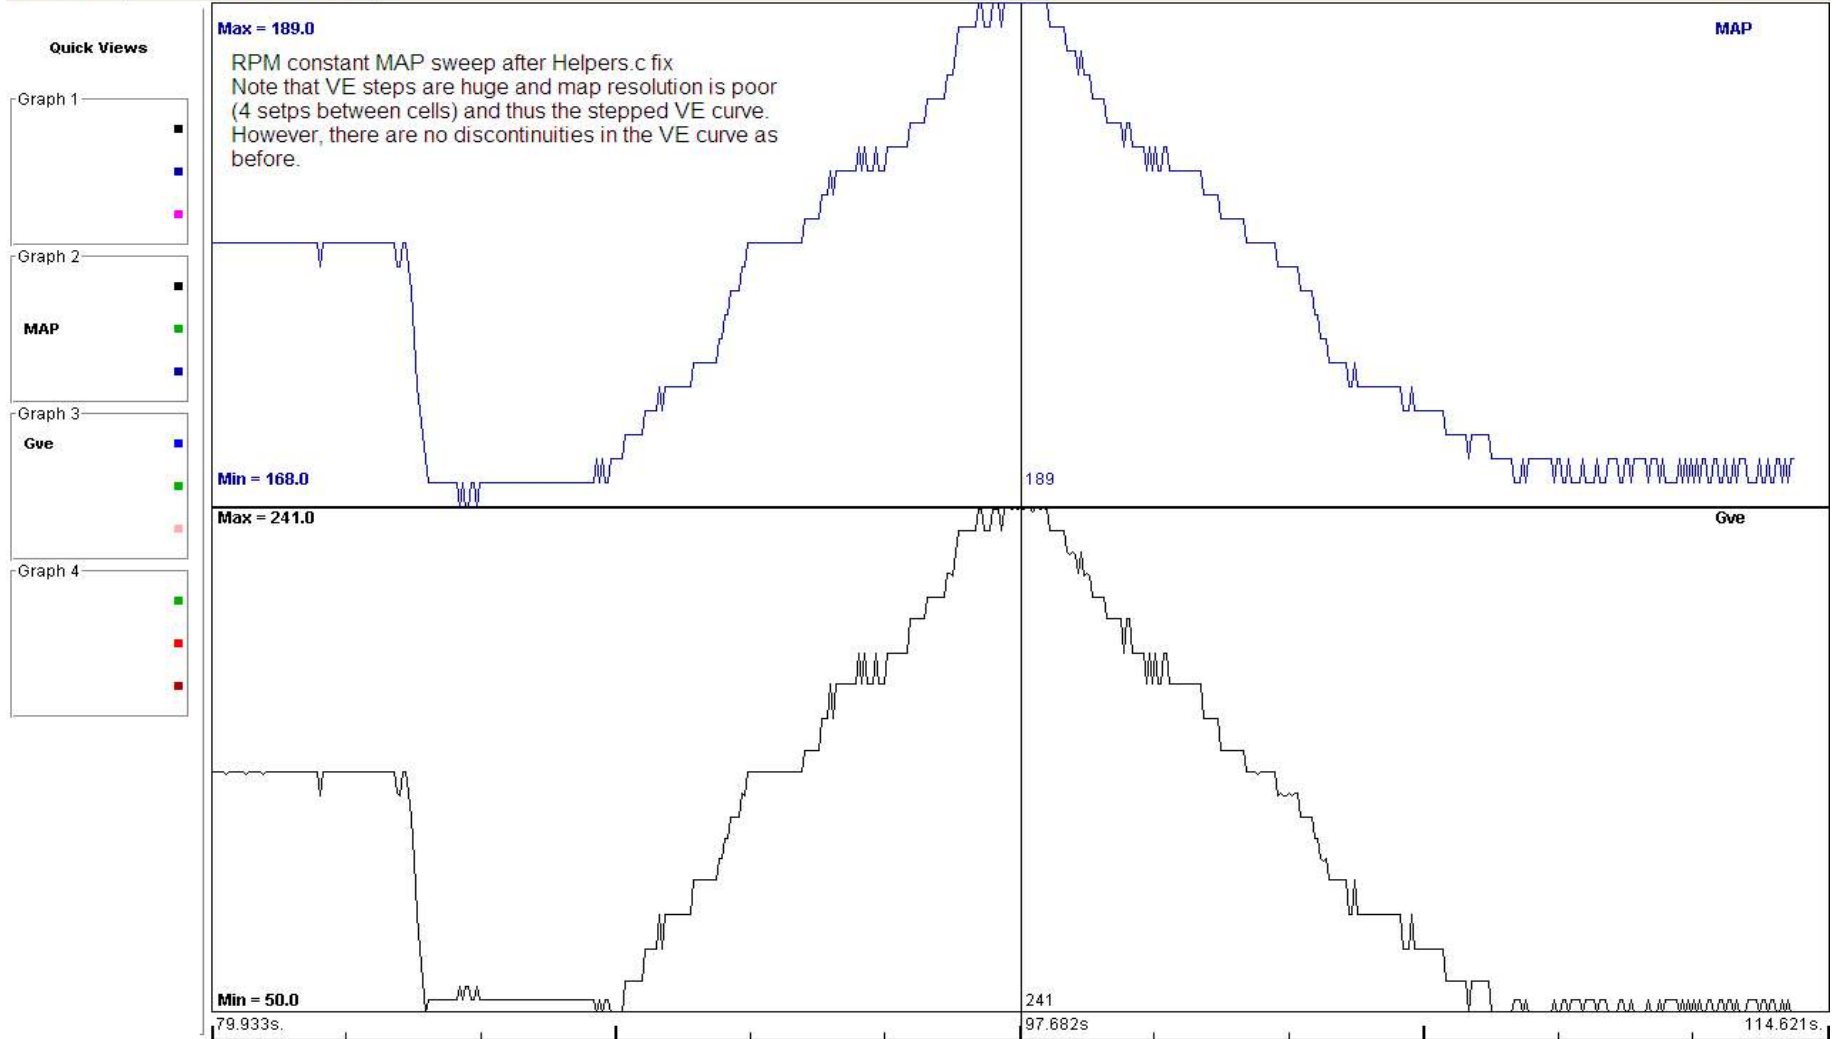 Quick Views
Graph 1
Graph 2
MAP
Graph 3
Gve
Graph 4
Max = 189.0
MAP
RPM constant MAP sweep after Helpers.c fix
Note that VE steps are huge and map resolution is poor
(4 setps between cells) and thus the stepped VE curve.
However, there are no discontinuities in the VE curve as
before.
Min = 168.0
189
Max = 241.0
Gve
Min = 50.0
241
79.933s.
97.682s
114.621s.